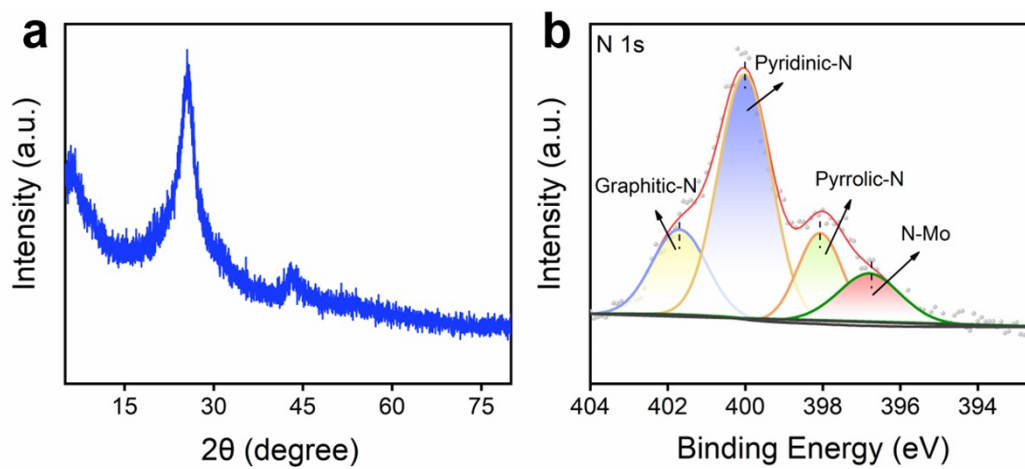 a
Intensity (a.u.)
15 30 45 60 75
2θ (degree)
b
N 1s
Pyridinic-N
Graphitic-N
Pyrrolic-N
N-Mo
Intensity (a.u.)
404 402 400 398 396 394
Binding Energy (eV)